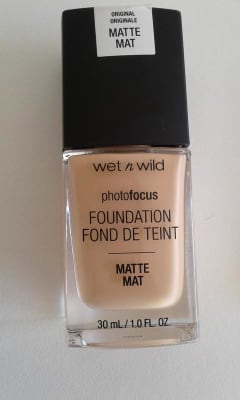 ORIGINAL
ORIGINALE
MATTE
MAT
wet n wild
photofocus
FOUNDATION
FOND DE TEINT
MATTE
MAT
30 mL / 1.0 FL. OZ.